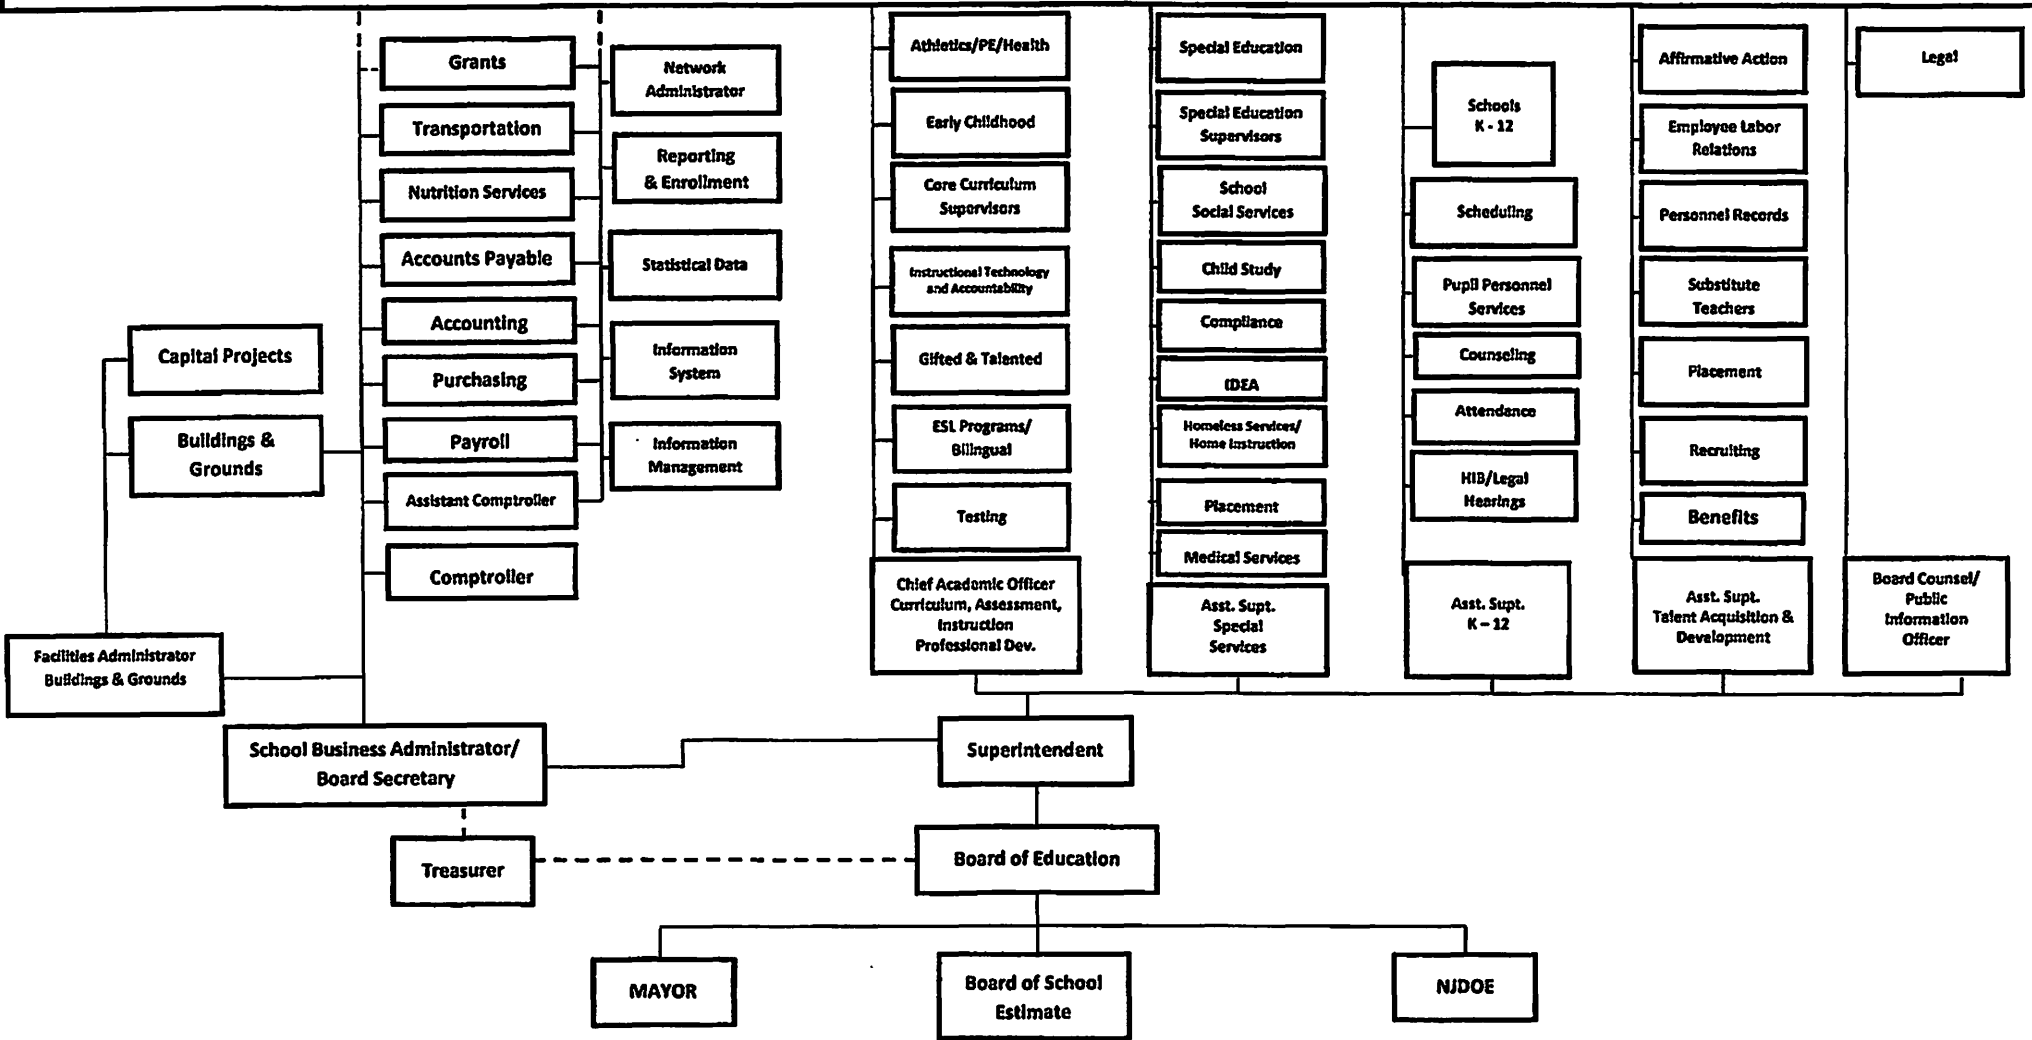 Grants
Transportation
Nutrition Services
Accounts Payable
Accounting
Purchasing
Payroll
Assistant Comptroller
Comptroller
Network
Administrator
Reporting
& Enrollment
Statistical Data
Information
System
Information
Management
Capital Projects
Buildings &
Grounds
Facilities Administrator
Buildings & Grounds
Athletics/PE/Health
Early Childhood
Core Curriculum
Supervisors
Instructional Technology
and Accountability
Gifted & Talented
ESL Programs/
Bilingual
Testing
Chief Academic Officer
Curriculum, Assessment,
Instruction
Professional Dev.
Special Education
Special Education
Supervisors
School
Social Services
Child Study
Compliance
IDEA
Homeless Services/
Home Instruction
Placement
Medical Services
Asst. Supt.
Special
Services
Schools
K - 12
Scheduling
Pupil Personnel
Services
Counseling
Attendance
HIB/Legal
Hearings
Asst. Supt.
K – 12
Affirmative Action
Employee Labor
Relations
Personnel Records
Substitute
Teachers
Placement
Recruiting
Benefits
Asst. Supt.
Talent Acquisition &
Development
Legal
Board Counsel/
Public
Information
Officer
School Business Administrator/
Board Secretary
Superintendent
Treasurer
Board of Education
MAYOR
Board of School
Estimate
NJDOE